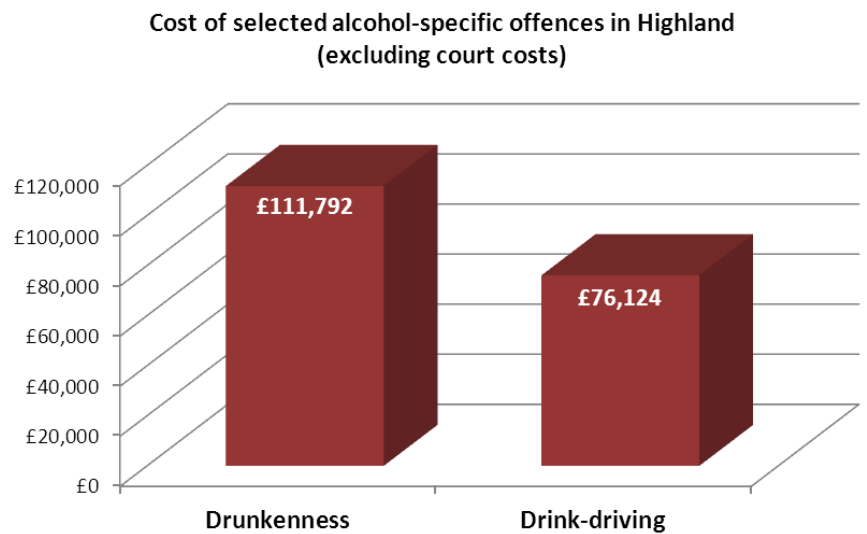 Cost of selected alcohol-specific offences in Highland
(excluding court costs)
£120,000
£100,000
£80,000
£60,000
£40,000
£20,000
£0
£111,792
£76,124
Drunkenness
Drink-driving